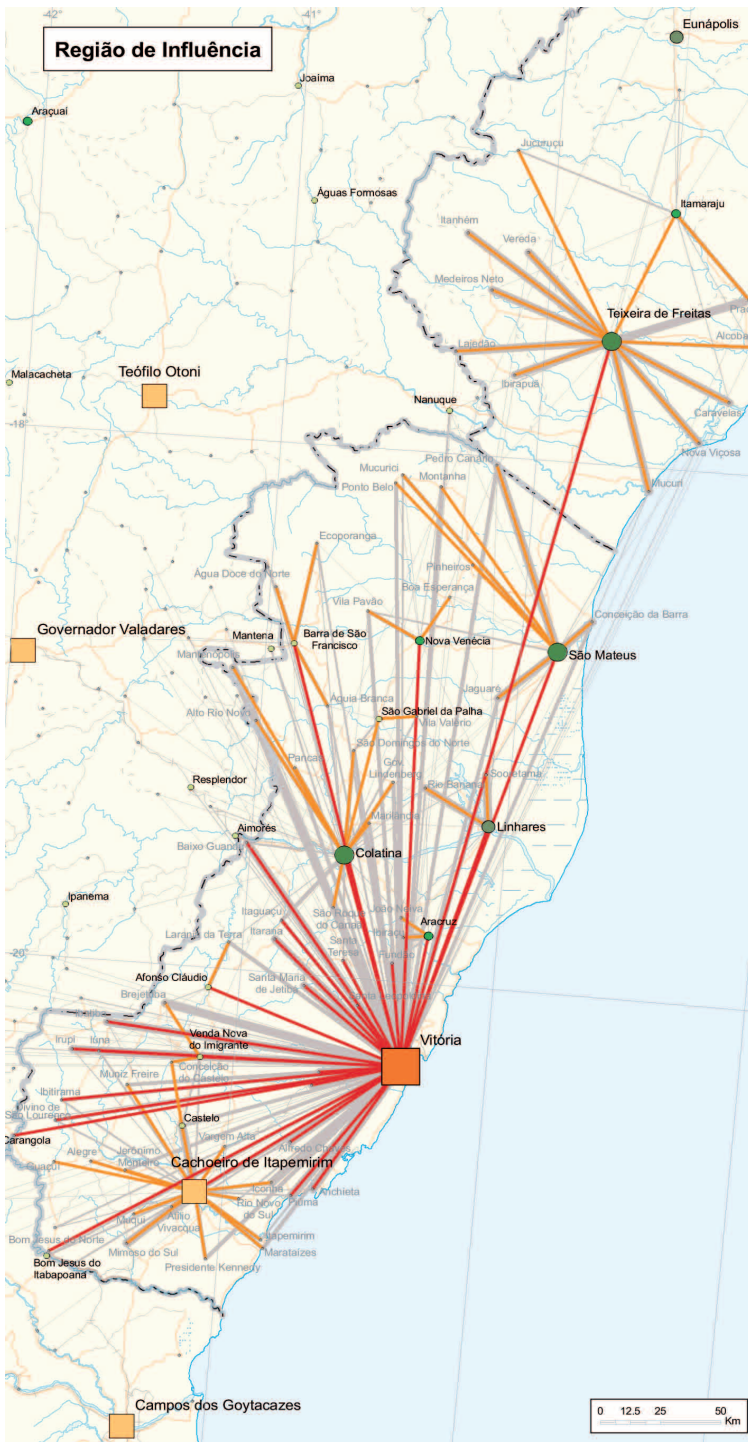 -42°
-41°
Região de Influência
Eunápolis
Joaíma
Araçuaí
Jucuruçu
Águas Formosas
Itamaraju
Itanhém
Vereda
Medeiros Neto
Teixeira de Freitas
Alcoba
Lajedão
Teófilo Otoni
Malacacheta
Ibirapuã
Nanuque
Caravelas
-18°
Nova Viçosa
Pedro Canário
Mucurici
Montanha
Ponto Belo
Mucuri
Ecoporanga
Pinheiros
Água Doce do Norte
Boa Esperança
Vila Pavão
Conceição da Barra
Governador Valadares
Barra de São
Francisco
Mantena
Nova Venécia
Mantenópolis
São Mateus
Jaguaré
Águia Branca
Alto Rio Novo
São Gabriel da Palha
Vila Valério
São Domingos do Norte
Pancas
Gov.
Lindenberg
Sooretama
Resplendor
Rio Bananal
Marilândia
Linhares
Aimorés
Baixo Guandu
Colatina
Ipanema
Itaguaçu
São Roque
do Canaã
João Neiva
Aracruz
Laranja da Terra
Itarana
Ibiraçu
-20°
Santa
Teresa
Fundão
Afonso Cláudio
Santa Maria
de Jetibá
Brejetuba
Santa Leopoldina
Ibatiba
Irupi
Iúna
Venda Nova
do Imigrante
Vitória
Conceição
do Castelo
Muniz Freire
Ibitirama
Divino de
São Lourenço
Castelo
Carangola
Vargem Alta
Alfredo Chaves
Alegre
Jerônimo
Monteiro
Guaçuí
Cachoeiro de Itapemirim
Iconha
Anchieta
Piúma
Rio Novo
do Sul
Muqui
Atílio
Vivacqua
Itapemirim
Bom Jesus do Norte
Mimoso do Sul
Marataízes
Bom Jesus do
Itabapoana
Presidente Kennedy
Campos dos Goytacazes
0 12.5 25 50
Km